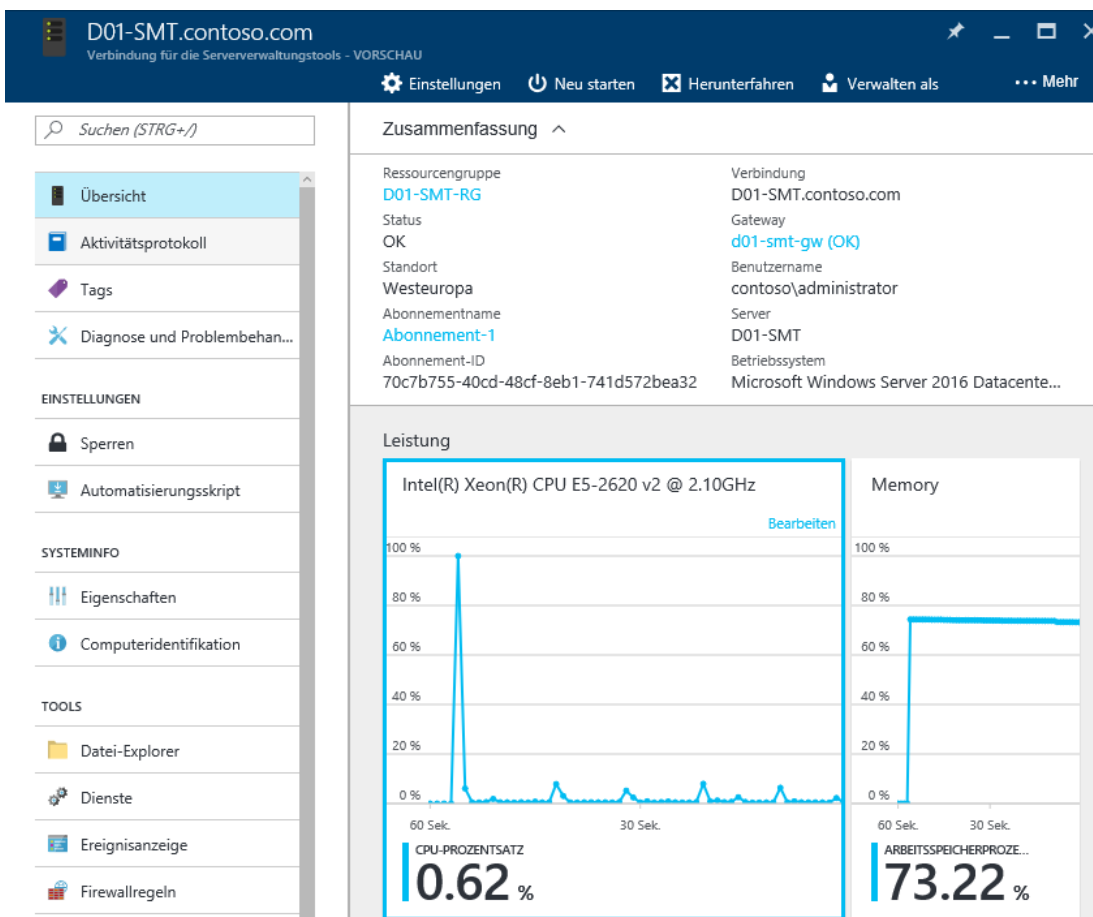 D01-SMT.contoso.com
Verbindung für die Serververwaltungstools - VORSCHAU
Einstellungen Neu starten Herunterfahren Verwalten als ··· Mehr
Suchen (STRG+/)
Übersicht
Aktivitätsprotokoll
Tags
Diagnose und Problembehan...
EINSTELLUNGEN
Sperren
Automatisierungsskript
SYSTEMINFO
Eigenschaften
Computeridentifikation
TOOLS
Datei-Explorer
Dienste
Ereignisanzeige
Firewallregeln
Zusammenfassung
Ressourcengruppe
D01-SMT-RG
Status
OK
Standort
Westeuropa
Abonnementname
Abonnement-1
Abonnement-ID
70c7b755-40cd-48cf-8eb1-741d572bea32
Verbindung
D01-SMT.contoso.com
Gateway
d01-smt-gw (OK)
Benutzername
contoso\administrator
Server
D01-SMT
Betriebssystem
Microsoft Windows Server 2016 Datacente...
Leistung
Intel(R) Xeon(R) CPU E5-2620 v2 @ 2.10GHz
Bearbeiten
100 %
80 %
60 %
40 %
20 %
0 %
60 Sek. 30 Sek.
CPU-PROZENTSATZ
0.62 %
Memory
100 %
80 %
60 %
40 %
20 %
0 %
60 Sek. 30 Sek.
ARBEITSSPEICHERPROZE...
73.22 %